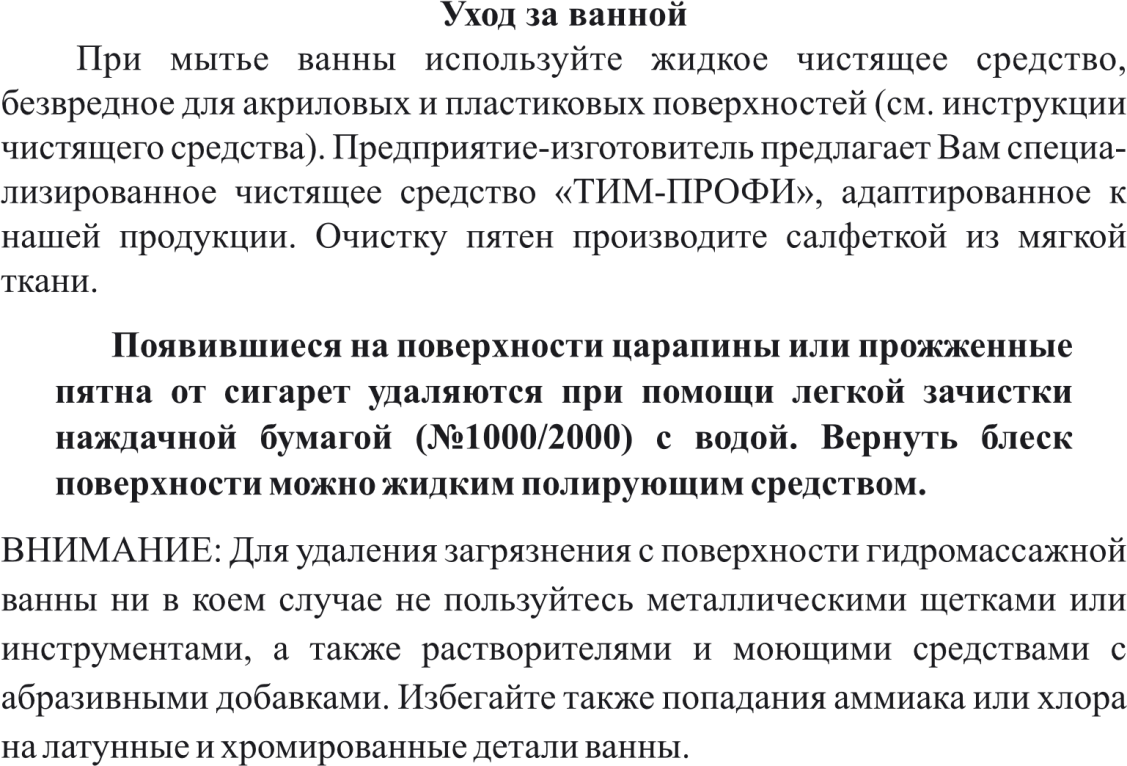 Уход за ванной
При мытье ванны используйте жидкое чистящее средство,
безвредное для акриловых и пластиковых поверхностей (см. инструкции
чистящего средства). Предприятие-изготовитель предлагает Вам специа-
лизированное чистящее средство «ТИМ-ПРОФИ», адаптированное к
нашей продукции. Очистку пятен производите салфеткой из мягкой
ткани.
Появившиеся на поверхности царапины или прожженные
пятна от сигарет удаляются при помощи легкой зачистки
наждачной бумагой (№1000/2000) с водой. Вернуть блеск
поверхности можно жидким полирующим средством.
ВНИМАНИЕ: Для удаления загрязнения с поверхности гидромассажной
ванны ни в коем случае не пользуйтесь металлическими щетками или
инструментами, а также растворителями и моющими средствами с
абразивными добавками. Избегайте также попадания аммиака или хлора
на латунные и хромированные детали ванны.